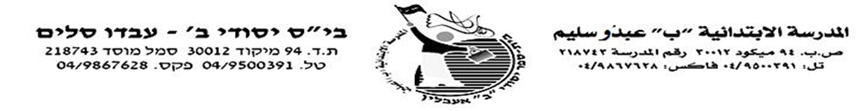 בי"ס יסודי ב' - עבדו סלים
ת.ד. 94 מיקוד 30012 סמל מוסד 218743
טל. 04/9500391 פקס. 04/9867628
المدرسة الابتدائية "ب" عبدو سليم
ص.ب. ٩٤ ميكود ٣٠٠١٢ رقم المدرسة ٢١٨٧٤٣
تل: ٠٤/٩٥٠٠٣٩١ فاكس: ٠٤/٩٨٦٧٦٢٨